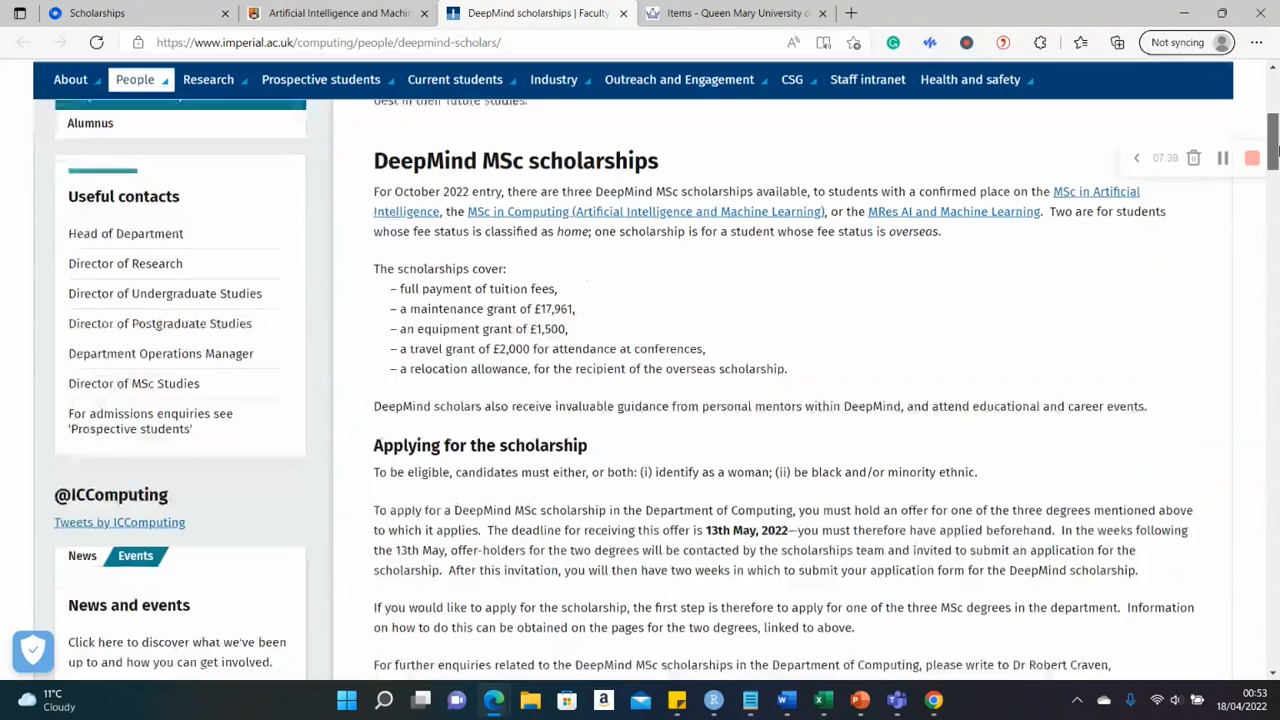 Scholarships
Artificial Intelligence and Machin
DeepMind scholarships | Faculty
Items - Queen Mary University of
https://www.imperial.ac.uk/computing/people/deepmind-scholars/
Not syncing
About
People
Research
Prospective students
Current students
Industry
Outreach and Engagement
CSG
Staff intranet
Health and safety
best in their future studies.
Alumnus
07:39
Useful contacts
Head of Department
Director of Research
Director of Undergraduate Studies
Director of Postgraduate Studies
Department Operations Manager
Director of MSc Studies
For admissions enquiries see
'Prospective students'
@ICComputing
Tweets by ICComputing
News Events
News and events
Click here to discover what we've been
up to and how you can get involved.
DeepMind MSc scholarships
For October 2022 entry, there are three DeepMind MSc scholarships available, to students with a confirmed place on the MSc in Artificial
Intelligence, the MSc in Computing (Artificial Intelligence and Machine Learning), or the MRes AI and Machine Learning. Two are for students
whose fee status is classified as home; one scholarship is for a student whose fee status is overseas.
The scholarships cover:
– full payment of tuition fees,
– a maintenance grant of £17,961,
– an equipment grant of £1,500,
– a travel grant of £2,000 for attendance at conferences,
– a relocation allowance, for the recipient of the overseas scholarship.
DeepMind scholars also receive invaluable guidance from personal mentors within DeepMind, and attend educational and career events.
Applying for the scholarship
To be eligible, candidates must either, or both: (i) identify as a woman; (ii) be black and/or minority ethnic.
To apply for a DeepMind MSc scholarship in the Department of Computing, you must hold an offer for one of the three degrees mentioned above
to which it applies. The deadline for receiving this offer is 13th May, 2022—you must therefore have applied beforehand. In the weeks following
the 13th May, offer-holders for the two degrees will be contacted by the scholarships team and invited to submit an application for the
scholarship. After this invitation, you will then have two weeks in which to submit your application form for the DeepMind scholarship.
If you would like to apply for the scholarship, the first step is therefore to apply for one of the three MSc degrees in the department. Information
on how to do this can be obtained on the pages for the two degrees, linked to above.
For further enquiries related to the DeepMind MSc scholarships in the Department of Computing, please write to Dr Robert Craven,
11°C
Cloudy
00:53
18/04/2022